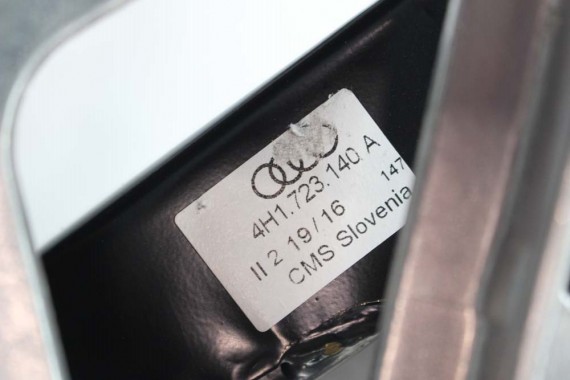 4H1.723.140 A
147
II 2 19/16
CMS Slovenia